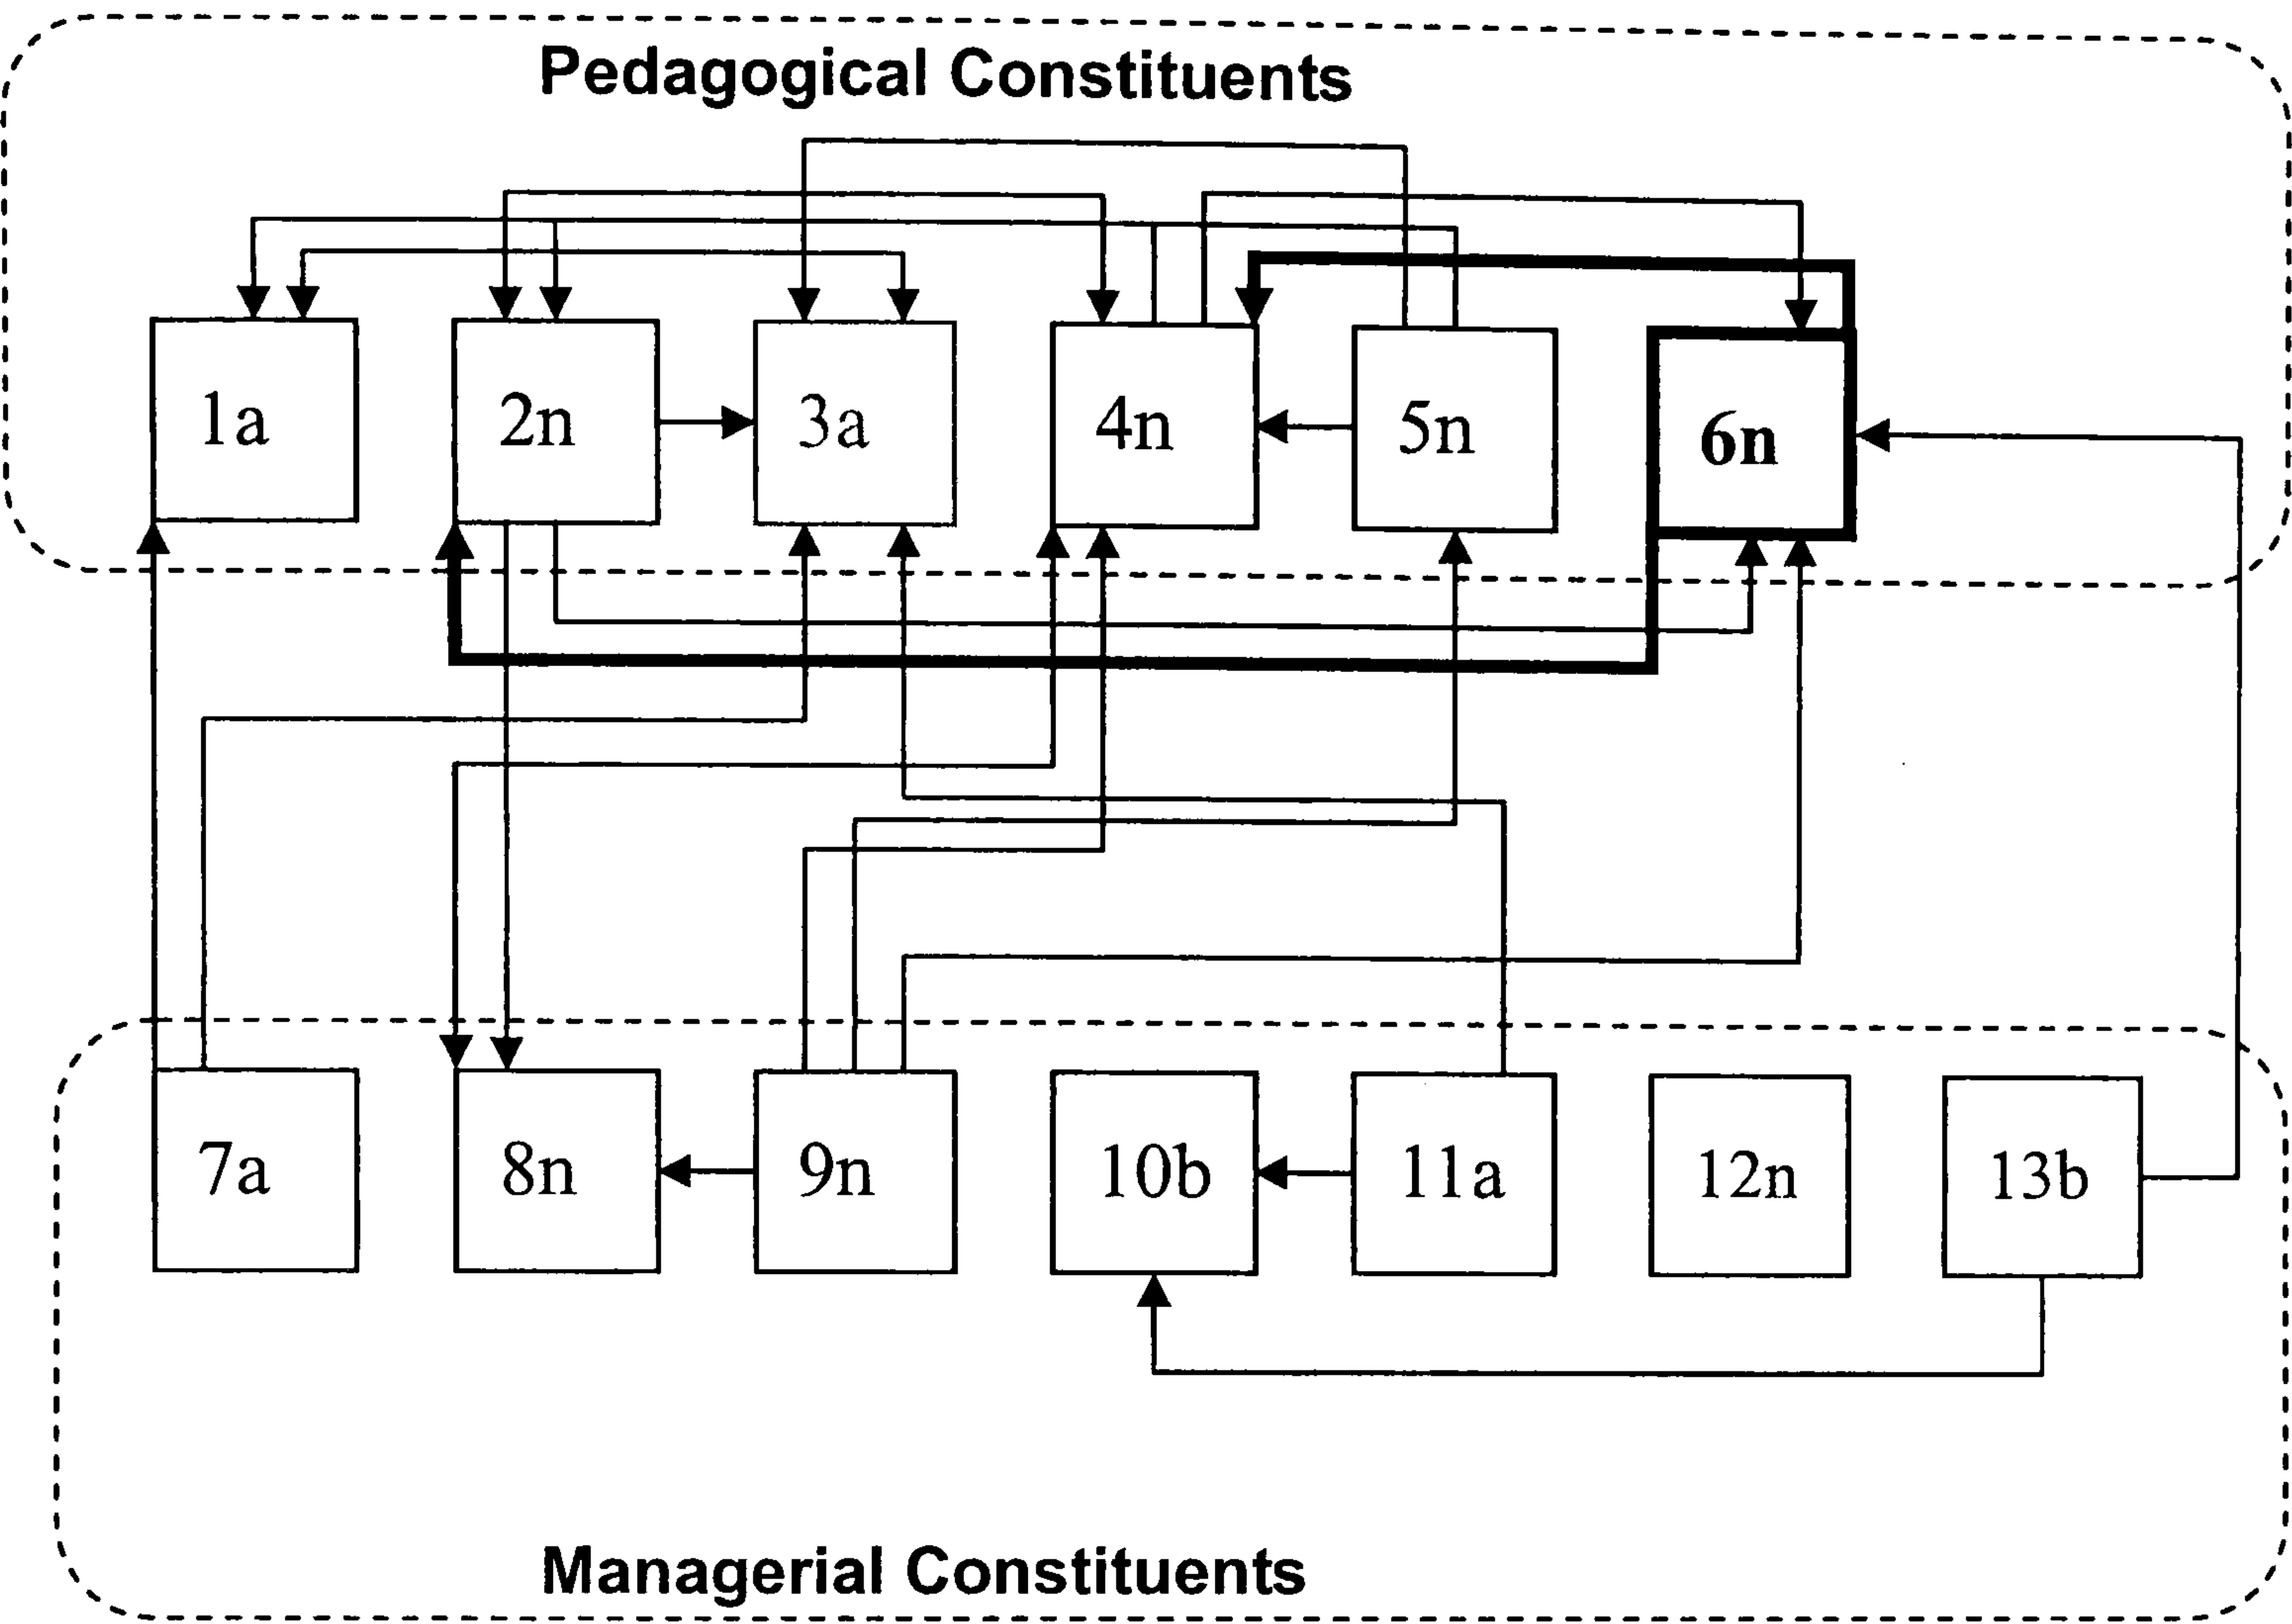 Pedagogical Constituents
1a
2n
3a
4n
5n
6n
7a
8n
9n
10b
11a
12n
13b
Managerial Constituents